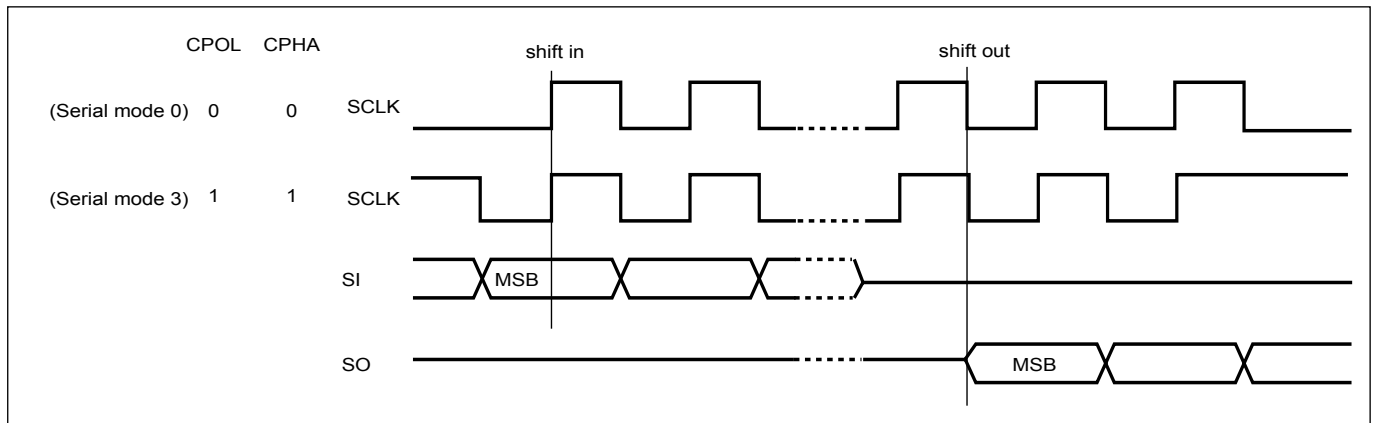 CPOL CPHA shift in shift out
(Serial mode 0) 0 0 SCLK
(Serial mode 3) 1 1 SCLK
SI MSB
SO MSB